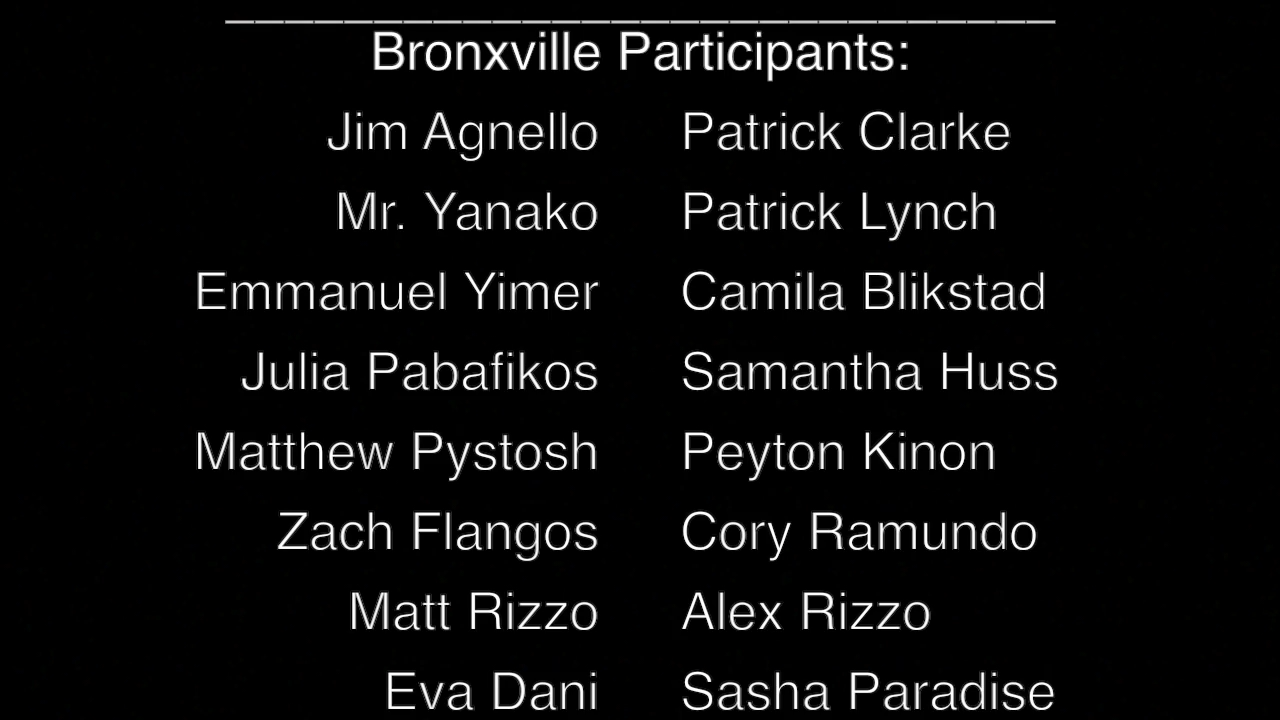 Bronxville Participants:
Jim Agnello Patrick Clarke
Mr. Yanako Patrick Lynch
Emmanuel Yimer Camila Blikstad
Julia Pabafikos Samantha Huss
Matthew Pystosh Peyton Kinon
Zach Flangos Cory Ramundo
Matt Rizzo Alex Rizzo
Eva Dani Sasha Paradise